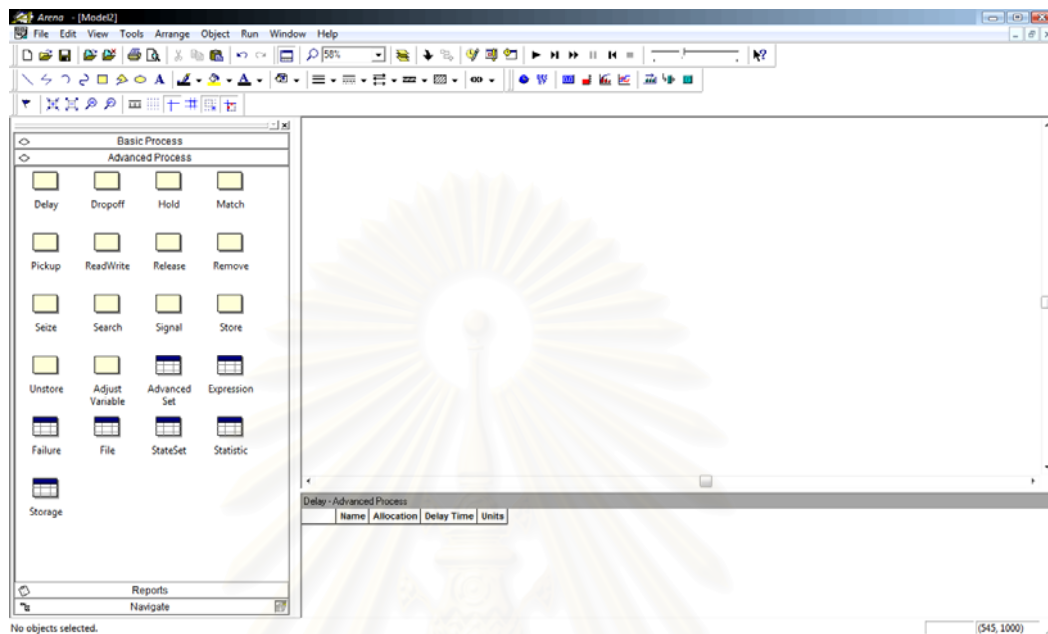 Arena - [Model2]
File Edit View Tools Arrange Object Run Window Help
58%
Basic Process
Advanced Process
Delay Dropoff Hold Match
Pickup ReadWrite Release Remove
Seize Search Signal Store
Unstore Adjust Variable Advanced Set Expression
Failure File StateSet Statistic
Storage
Delay - Advanced Process
Name Allocation Delay Time Units
Reports
Navigate
No objects selected.
(545, 1000)